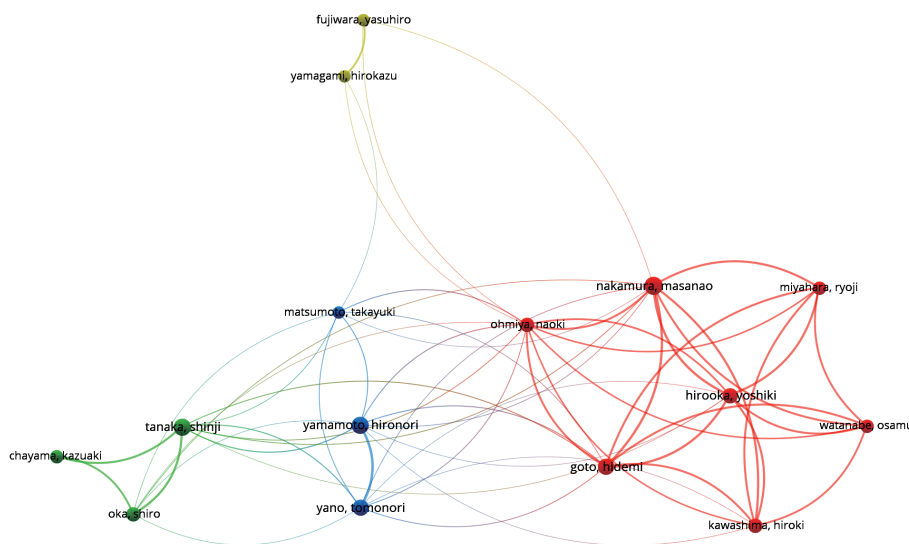 fujiwara, yasuhiro
yamagami, hirokazu
nakamura, masanao
miyahara, ryoji
matsumoto, takayuki
ohmiya, naoki
hirooka, yoshiki
tanaka, shinji
yamamoto, hironori
watanabe, osamu
chayama, kazuaki
goto, hidemi
oka, shiro
yano, tomonori
kawashima, hiroki